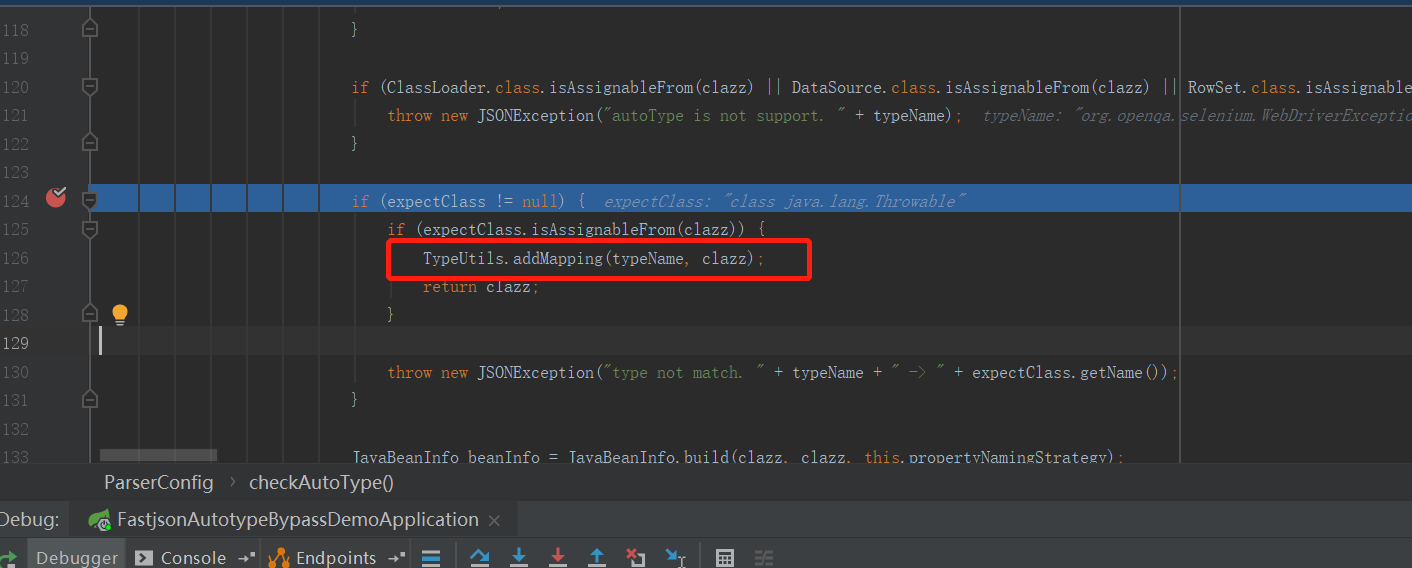 118 }
119
120 if (ClassLoader.class.isAssignableFrom(clazz) || DataSource.class.isAssignableFrom(clazz) || RowSet.class.isAssignable
121 throw new JSONException("autoType is not support. " + typeName); typeName: "org.openqa.selenium.WebDriverExceptio
122 }
123
124 if (expectClass != null) { expectClass: "class java.lang.Throwable"
125 if (expectClass.isAssignableFrom(clazz)) {
126 TypeUtils.addMapping(typeName, clazz);
127 return clazz;
128 }
129
130 throw new JSONException("type not match. " + typeName + " -> " + expectClass.getName());
131 }
132
133 JavaBeanInfo beanInfo = JavaBeanInfo.build(clazz, clazz, this.propertyNamingStrategy);
ParserConfig › checkAutoType()
Debug: FastjsonAutotypeBypassDemoApplication ×
Debugger Console Endpoints